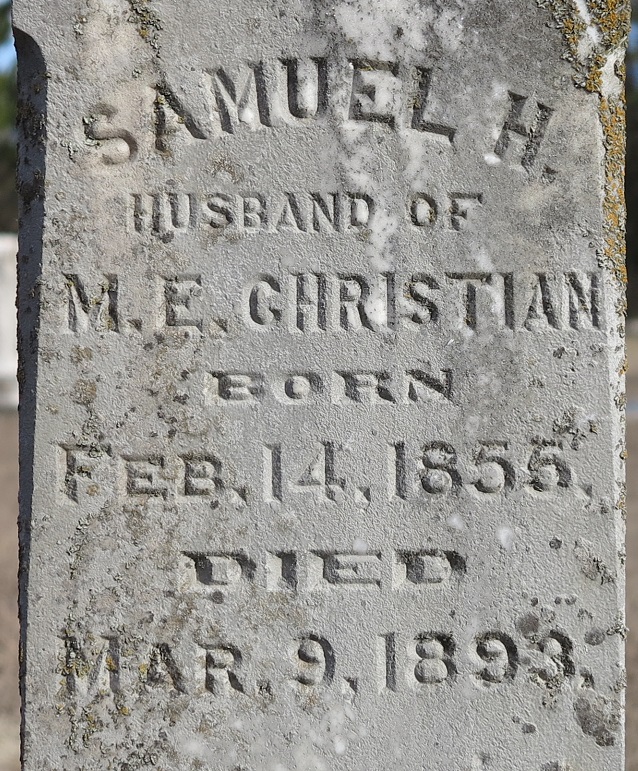 SAMUEL H.
HUSBAND OF
M. E. CHRISTIAN
BORN
FEB. 14, 1855.
DIED
MAR. 9, 1893.